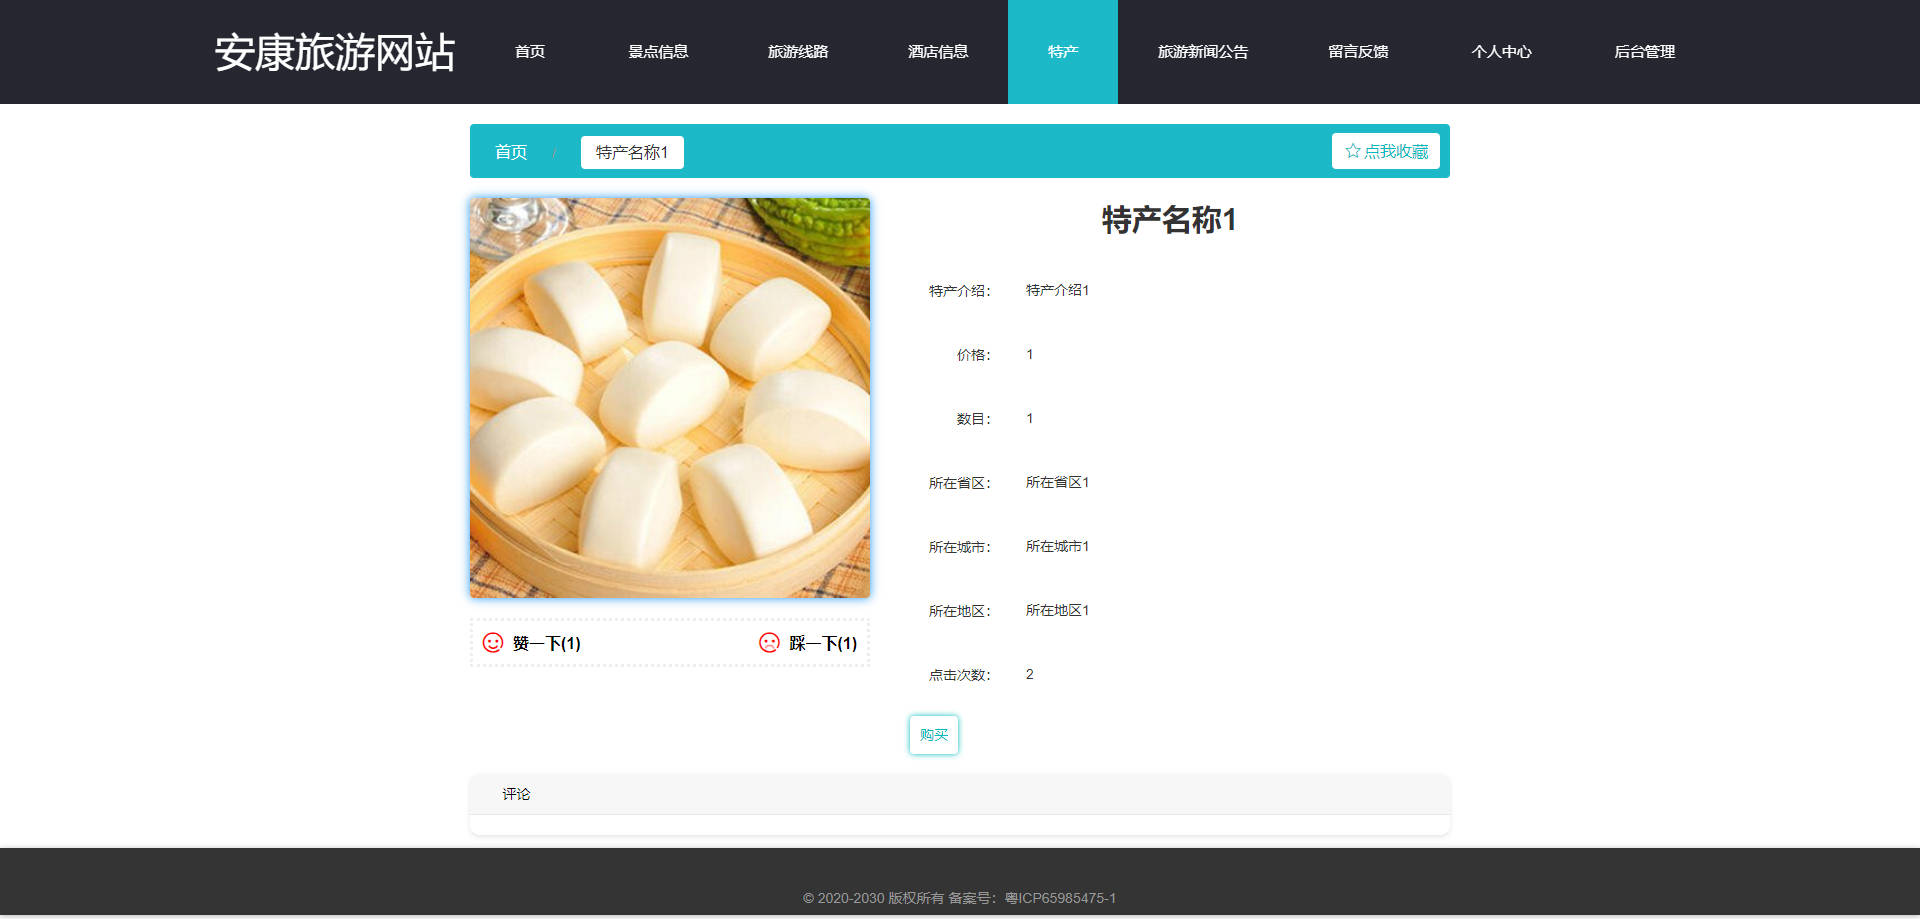 安康旅游网站
首页 景点信息 旅游线路 酒店信息 特产 旅游新闻公告 留言反馈 个人中心 后台管理
首页 / 特产名称1
☆ 点我收藏
特产名称1
特产介绍： 特产介绍1
价格： 1
数目： 1
所在省区： 所在省区1
所在城市： 所在城市1
所在地区： 所在地区1
点击次数： 2
赞一下(1)
踩一下(1)
购买
评论
© 2020-2030 版权所有 备案号：粤ICP65985475-1